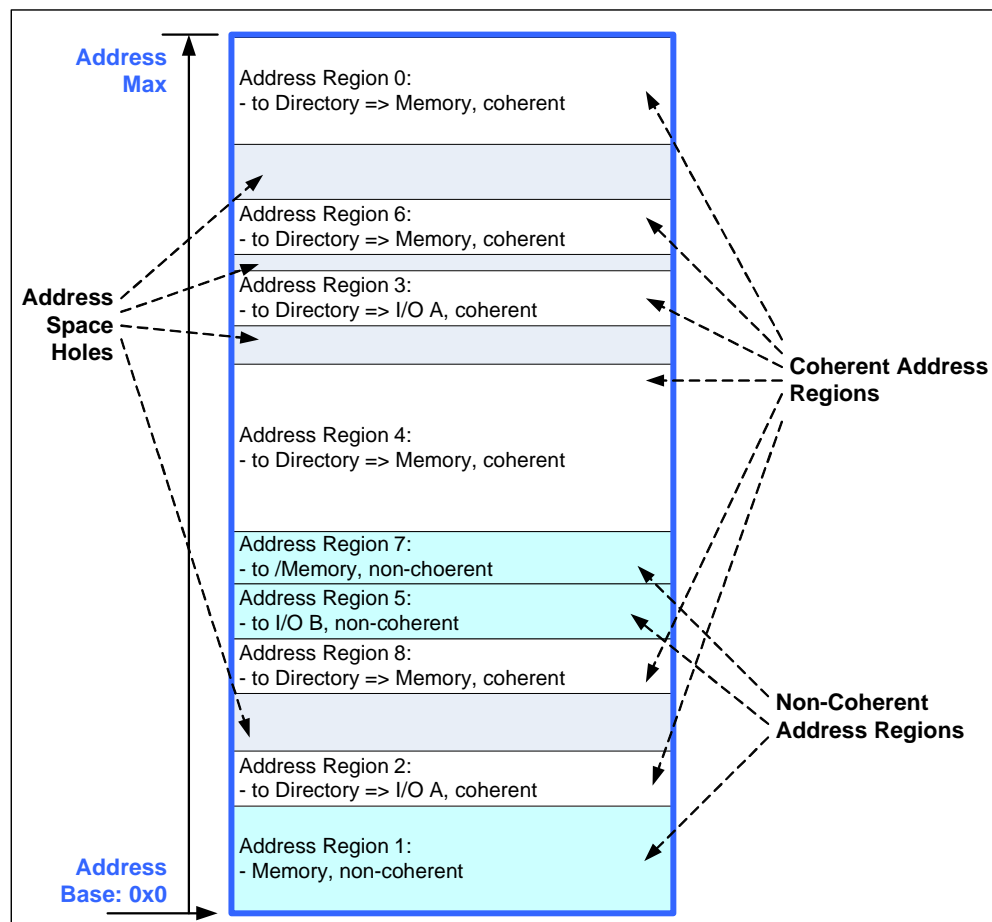 Address
Max
Address Region 0:
- to Directory => Memory, coherent
Address Region 6:
- to Directory => Memory, coherent
Address Region 3:
- to Directory => I/O A, coherent
Address
Space
Holes
Coherent Address
Regions
Address Region 4:
- to Directory => Memory, coherent
Address Region 7:
- to /Memory, non-choerent
Address Region 5:
- to I/O B, non-coherent
Address Region 8:
- to Directory => Memory, coherent
Non-Coherent
Address Regions
Address Region 2:
- to Directory => I/O A, coherent
Address Region 1:
- Memory, non-coherent
Address
Base: 0x0